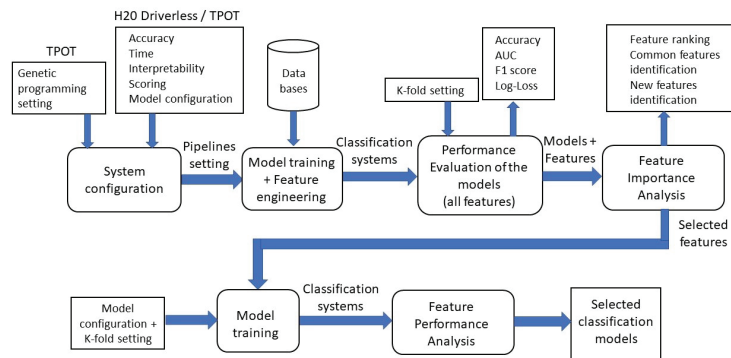 H20 Driverless / TPOT
TPOT
Genetic
programming
setting
Accuracy
Time
Interpretability
Scoring
Model configuration
Data
bases
K-fold setting
Accuracy
AUC
F1 score
Log-Loss
Feature ranking
Common features
identification
New features
identification
System
configuration
Pipelines
setting
Model training
+ Feature
engineering
Classification
systems
Performance
Evaluation of the
models
(all features)
Models +
Features
Feature
Importance
Analysis
Selected
features
Model
configuration +
K-fold setting
Model
training
Classification
systems
Feature
Performance
Analysis
Selected
classification
models